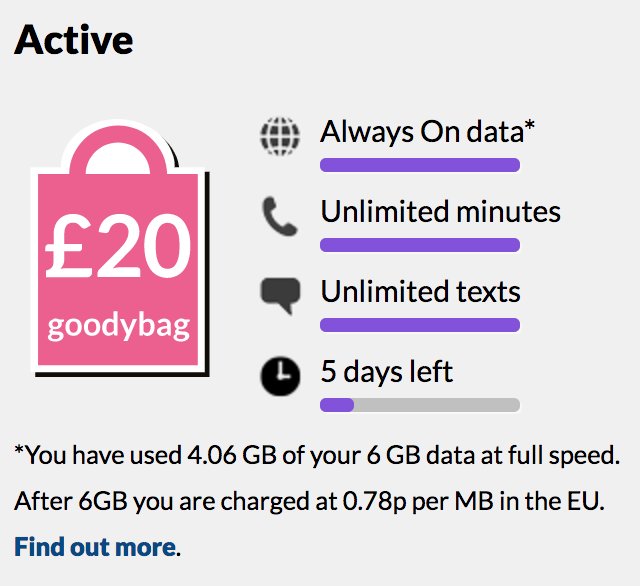 Active
£20
goodybag
Always On data*
Unlimited minutes
Unlimited texts
5 days left
*You have used 4.06 GB of your 6 GB data at full speed.
After 6GB you are charged at 0.78p per MB in the EU.
Find out more.